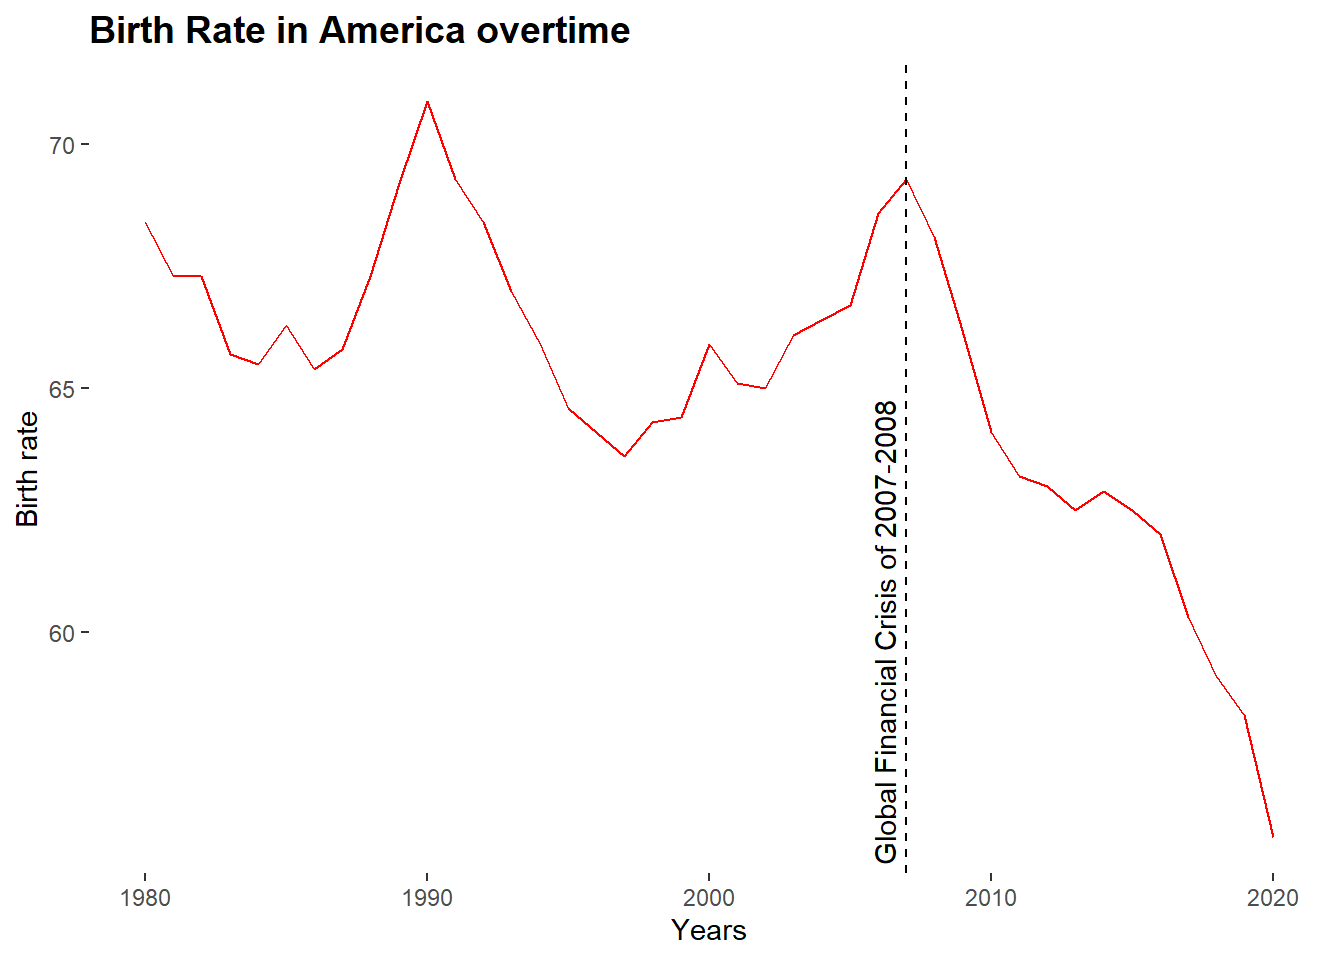 Birth Rate in America overtime
70
65
60
Birth rate
Global Financial Crisis of 2007-2008
1980
1990
2000
2010
2020
Years